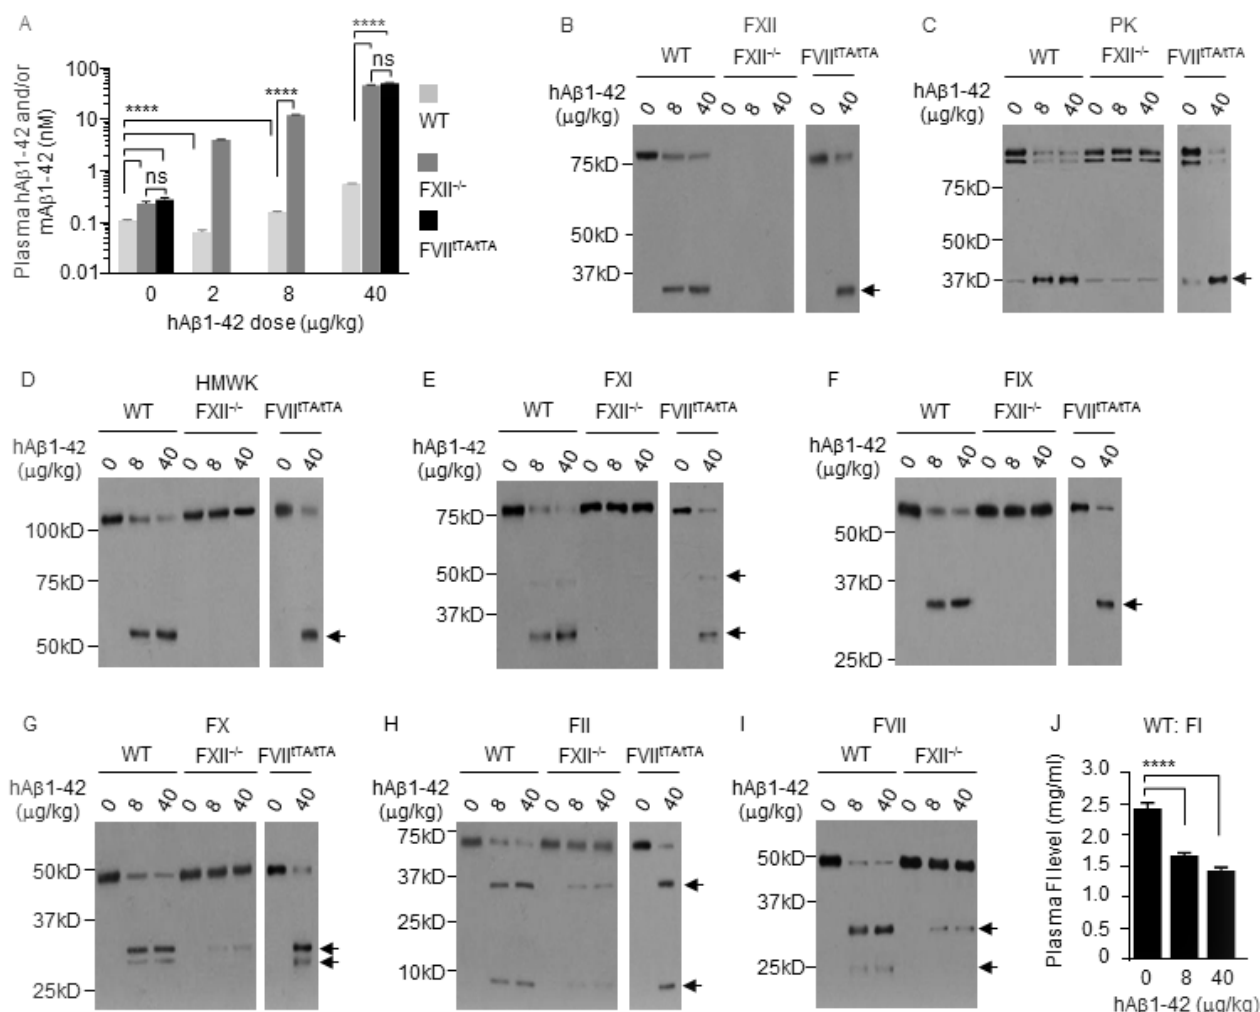 A
Plasma hAβ1-42 and/or
mAβ1-42 (nM)
100
10
1
0.1
0.01
****
ns
****
****
ns
0 2 8 40
hAβ1-42 dose (μg/kg)
WT
FXII-/-
FVIItTA/tTA
B FXII
WT FXII-/- FVIItTA/tTA
hAβ1-42
(μg/kg)
0 8 40 0 8 40 0 40
75kD
50kD
37kD
C PK
WT FXII-/- FVIItTA/tTA
hAβ1-42
(μg/kg)
0 8 40 0 8 40 0 40
75kD
50kD
37kD
D HMWK
WT FXII-/- FVIItTA/tTA
hAβ1-42
(μg/kg)
0 8 40 0 8 40 0 40
100kD
75kD
50kD
E FXI
WT FXII-/- FVIItTA/tTA
hAβ1-42
(μg/kg)
0 8 40 0 8 40 0 40
75kD
50kD
37kD
F FIX
WT FXII-/- FVIItTA/tTA
hAβ1-42
(μg/kg)
0 8 40 0 8 40 0 40
50kD
37kD
25kD
G FX
WT FXII-/- FVIItTA/tTA
hAβ1-42
(μg/kg)
0 8 40 0 8 40 0 40
50kD
37kD
25kD
H FII
WT FXII-/- FVIItTA/tTA
hAβ1-42
(μg/kg)
0 8 40 0 8 40 0 40
75kD
37kD
25kD
10kD
I FVII
WT FXII-/-
hAβ1-42
(μg/kg)
0 8 40 0 8 40
50kD
37kD
25kD
J WT: FI
Plasma FI level (mg/ml)
****
3.0
2.5
2.0
1.5
1.0
0.5
0
0 8 40
hAβ1-42 (μg/kg)